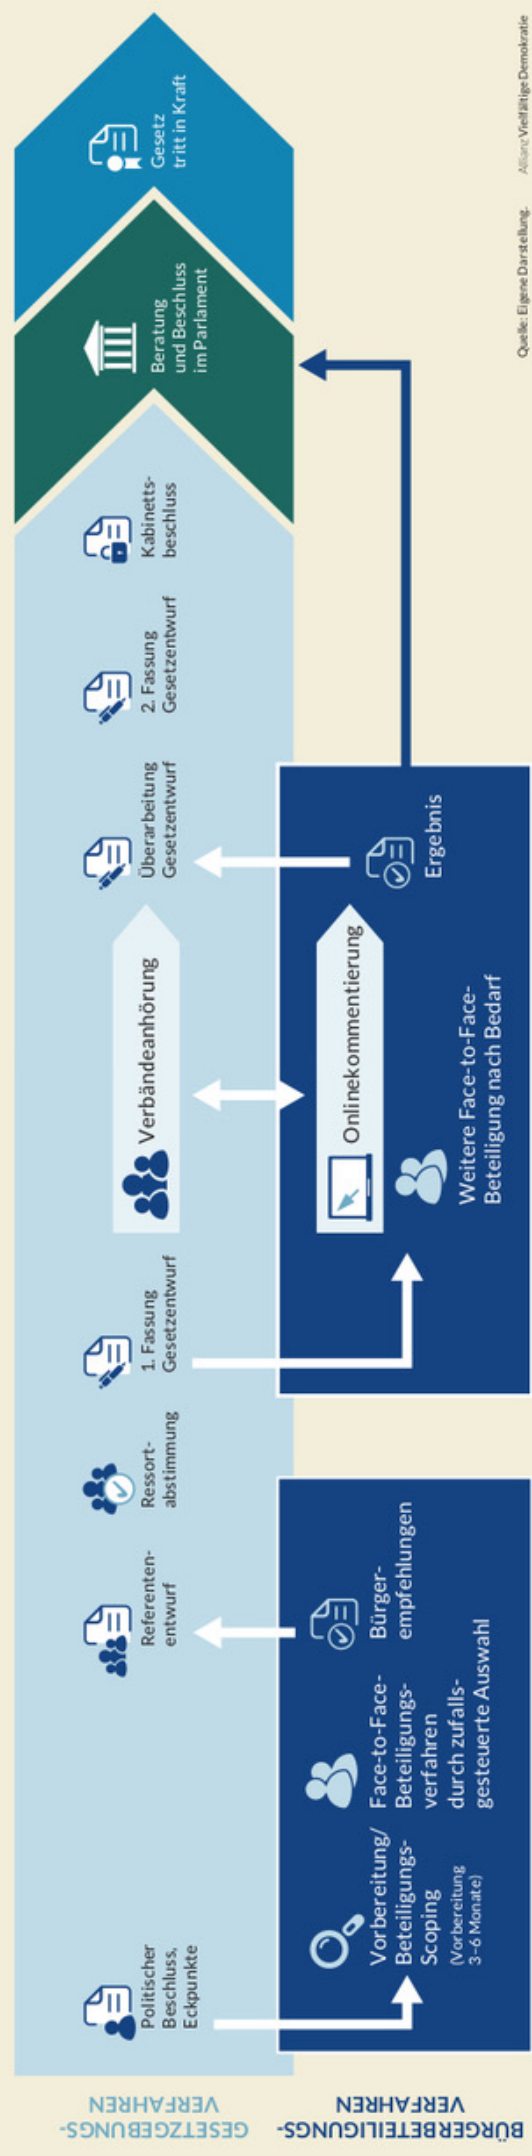 GESETZGEBUNGS-
VERFAHREN
Politischer
Beschluss,
Eckpunkte
Referenten-
entwurf
Ressort-
abstimmung
1. Fassung
Gesetzentwurf
Verbändeanhörung
Überarbeitung
Gesetzentwurf
2. Fassung
Gesetzentwurf
Kabinetts-
beschluss
Beratung
und Beschluss
im Parlament
Gesetz
tritt in Kraft
BÜRGERBETEILIGUNGS-
VERFAHREN
Vorbereitung/
Beteiligungs-
Scoping
(Vorbereitung
3–6 Monate)
Face-to-Face-
Beteiligungs-
verfahren
durch zufalls-
gesteuerte Auswahl
Bürger-
empfehlungen
Onlinekommentierung
Weitere Face-to-Face-
Beteiligung nach Bedarf
Ergebnis
Quelle: Eigene Darstellung.
Allianz Vielfältige Demokratie